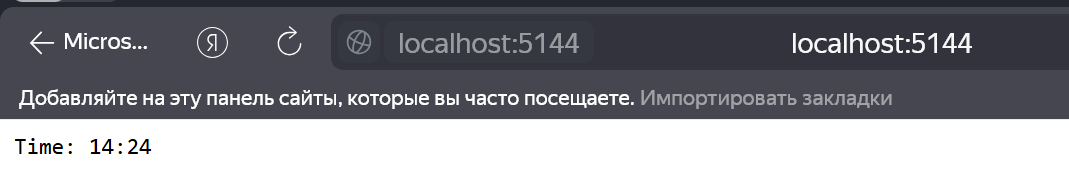 Micros... Я localhost:5144 localhost:5144
Добавляйте на эту панель сайты, которые вы часто посещаете. Импортировать закладки
Time: 14:24